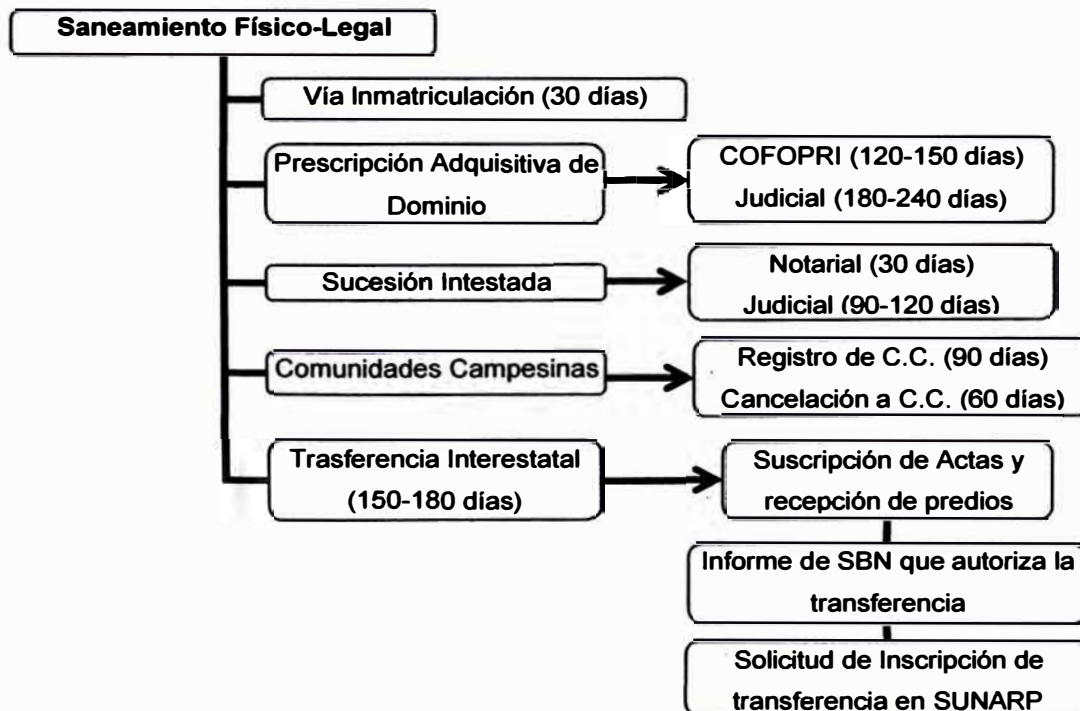 Saneamiento Físico-Legal
Vía Inmatriculación (30 días)
Prescripción Adquisitiva de
Dominio
COFOPRI (120-150 días)
Judicial (180-240 días)
Sucesión Intestada
Notarial (30 días)
Judicial (90-120 días)
Comunidades Campesinas
Registro de C.C. (90 días)
Cancelación a C.C. (60 días)
Trasferencia Interestatal
(150-180 días)
Suscripción de Actas y
recepción de predios
Informe de SBN que autoriza la
transferencia
Solicitud de Inscripción de
transferencia en SUNARP